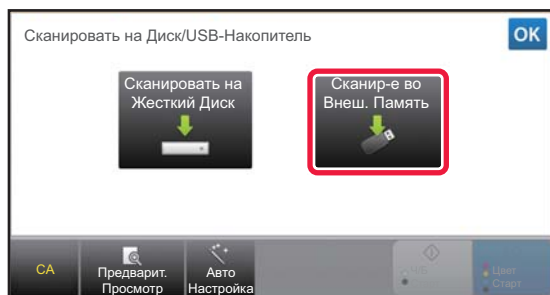 Сканировать на Диск/USB-Накопитель
OK
Сканировать на
Жесткий Диск
Сканир-е во
Внеш. Память
CA
Предварит.
Просмотр
Авто
Настройка
Ч/Б
Старт
Цвет
Старт